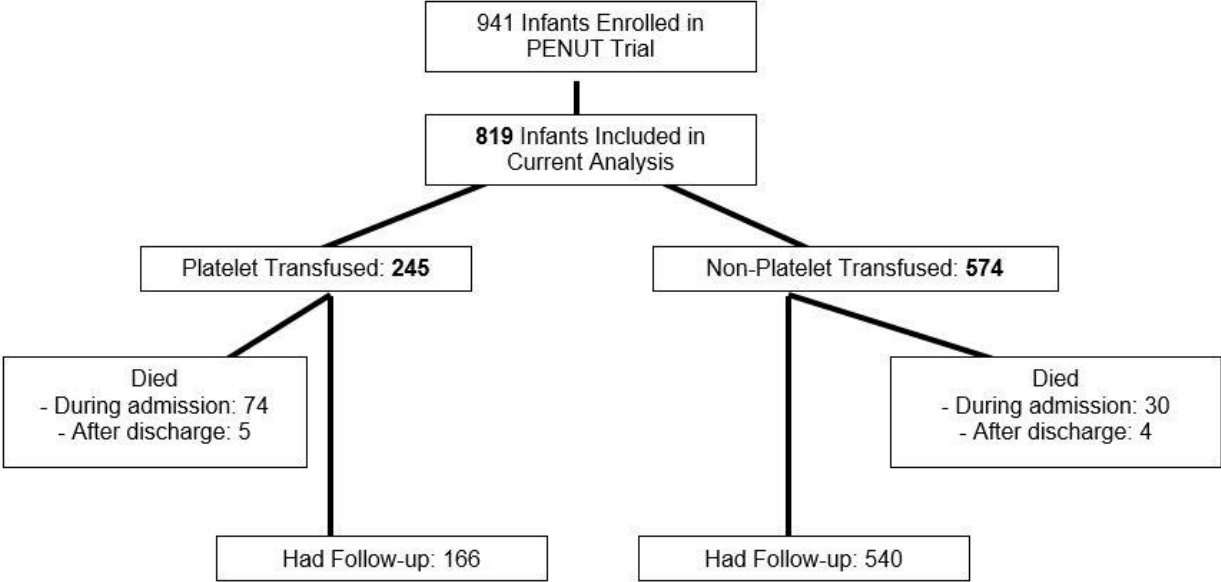 941 Infants Enrolled in
PENUT Trial
819 Infants Included in
Current Analysis
Platelet Transfused: 245
Non-Platelet Transfused: 574
Died
- During admission: 74
- After discharge: 5
Died
- During admission: 30
- After discharge: 4
Had Follow-up: 166
Had Follow-up: 540